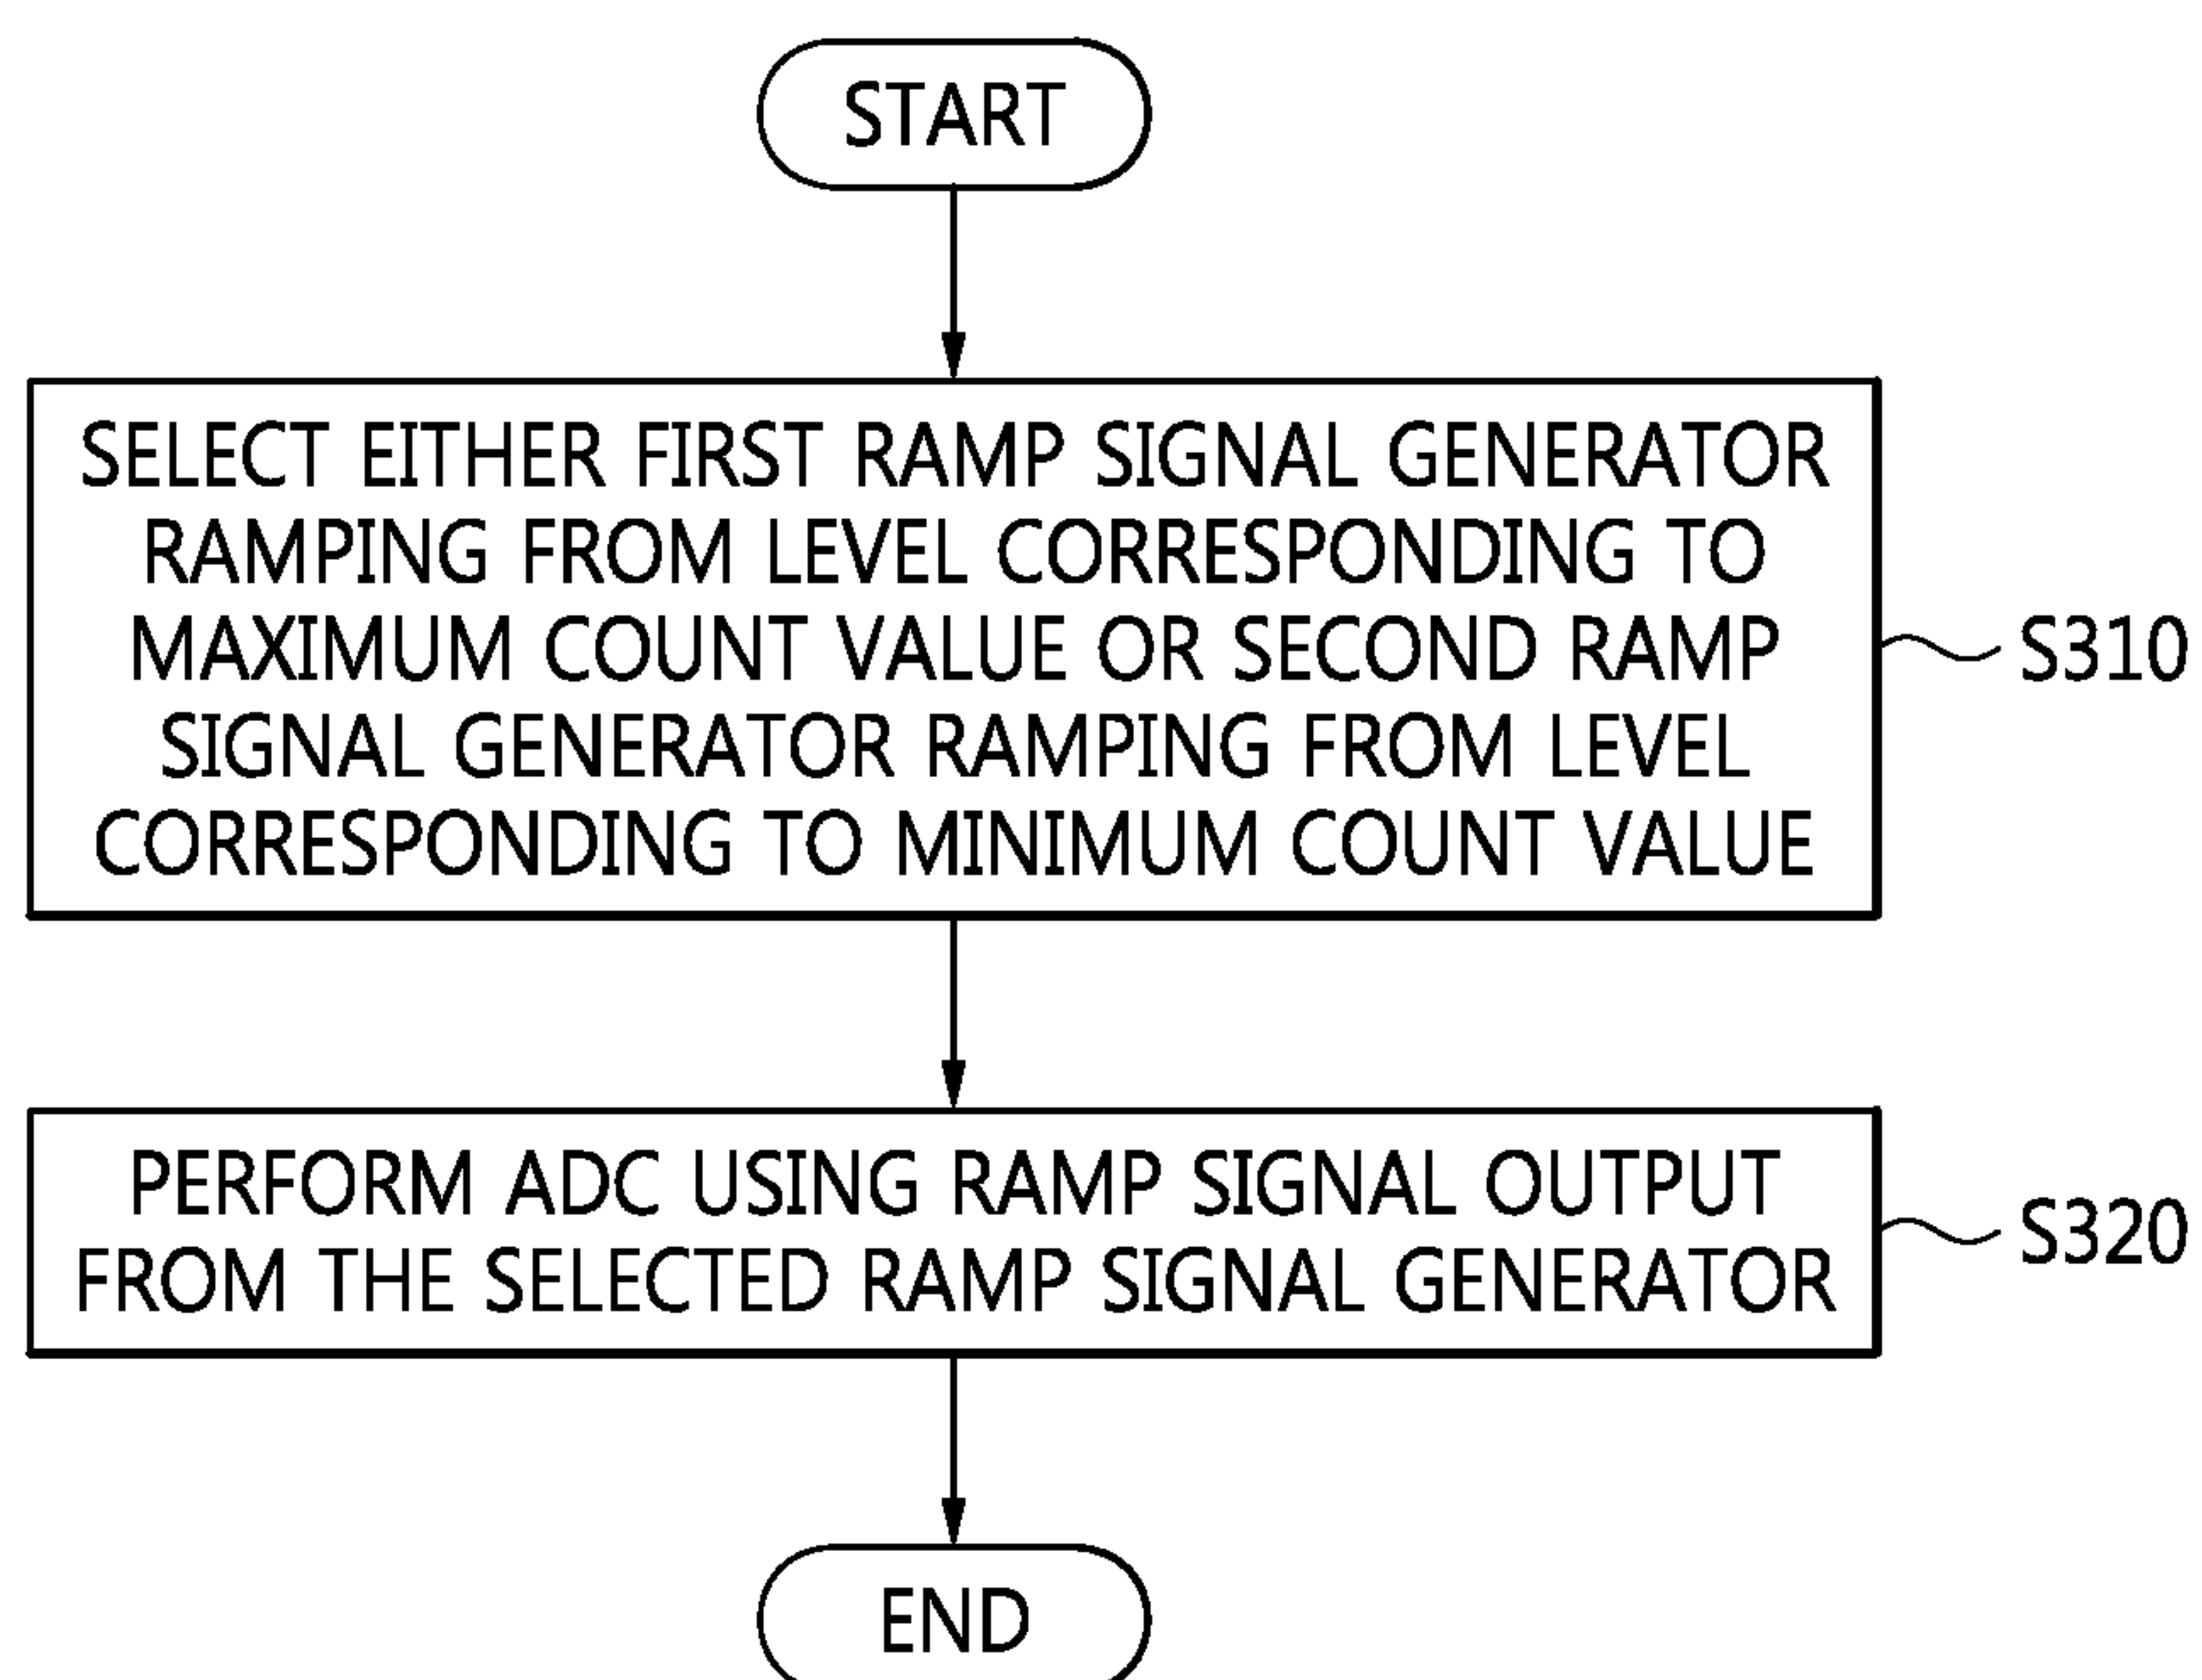 START
SELECT EITHER FIRST RAMP SIGNAL GENERATOR
RAMPING FROM LEVEL CORRESPONDING TO
MAXIMUM COUNT VALUE OR SECOND RAMP
SIGNAL GENERATOR RAMPING FROM LEVEL
CORRESPONDING TO MINIMUM COUNT VALUE
S310
PERFORM ADC USING RAMP SIGNAL OUTPUT
FROM THE SELECTED RAMP SIGNAL GENERATOR
S320
END